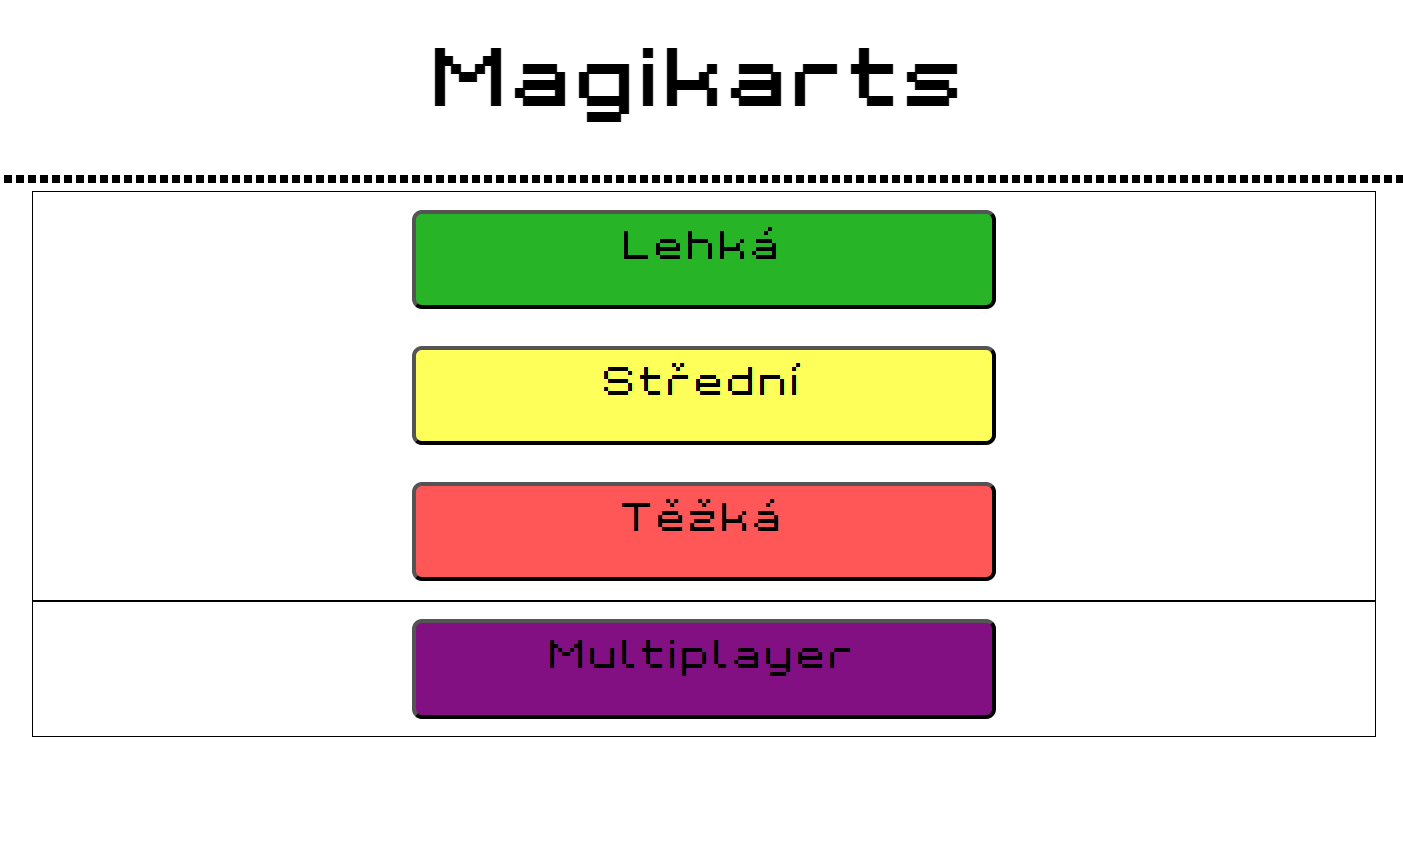 Magikarts
Lehká
Střední
Těžká
Multiplayer